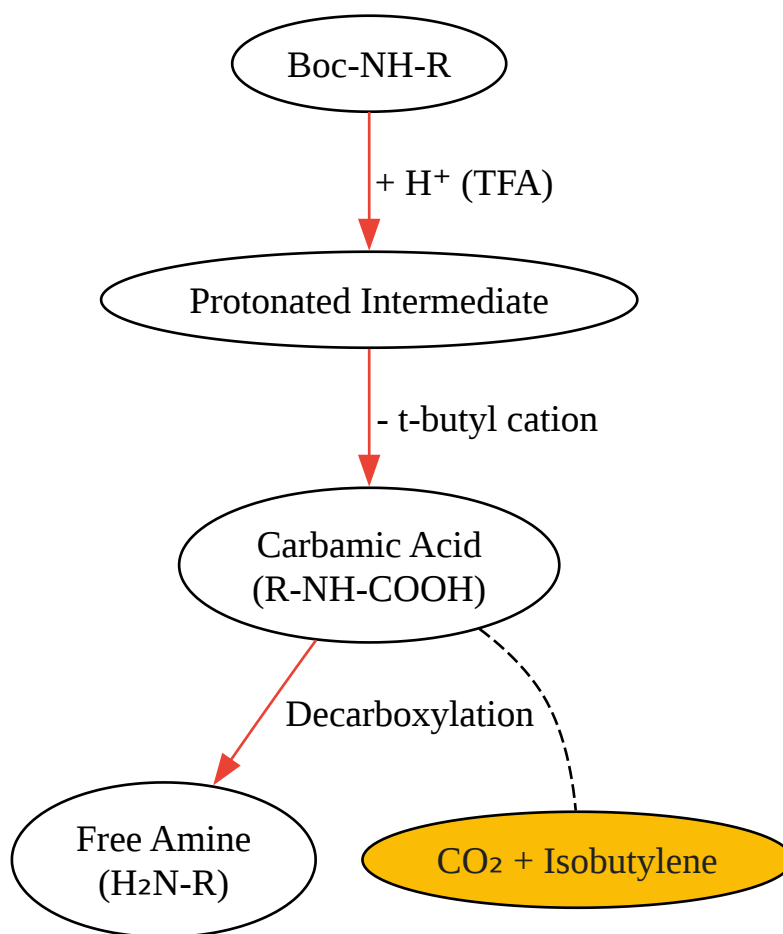 Boc-NH-R
+ H⁺ (TFA)
Protonated Intermediate
- t-butyl cation
Carbamic Acid
(R-NH-COOH)
Decarboxylation
Free Amine
(H₂N-R)
CO₂ + Isobutylene